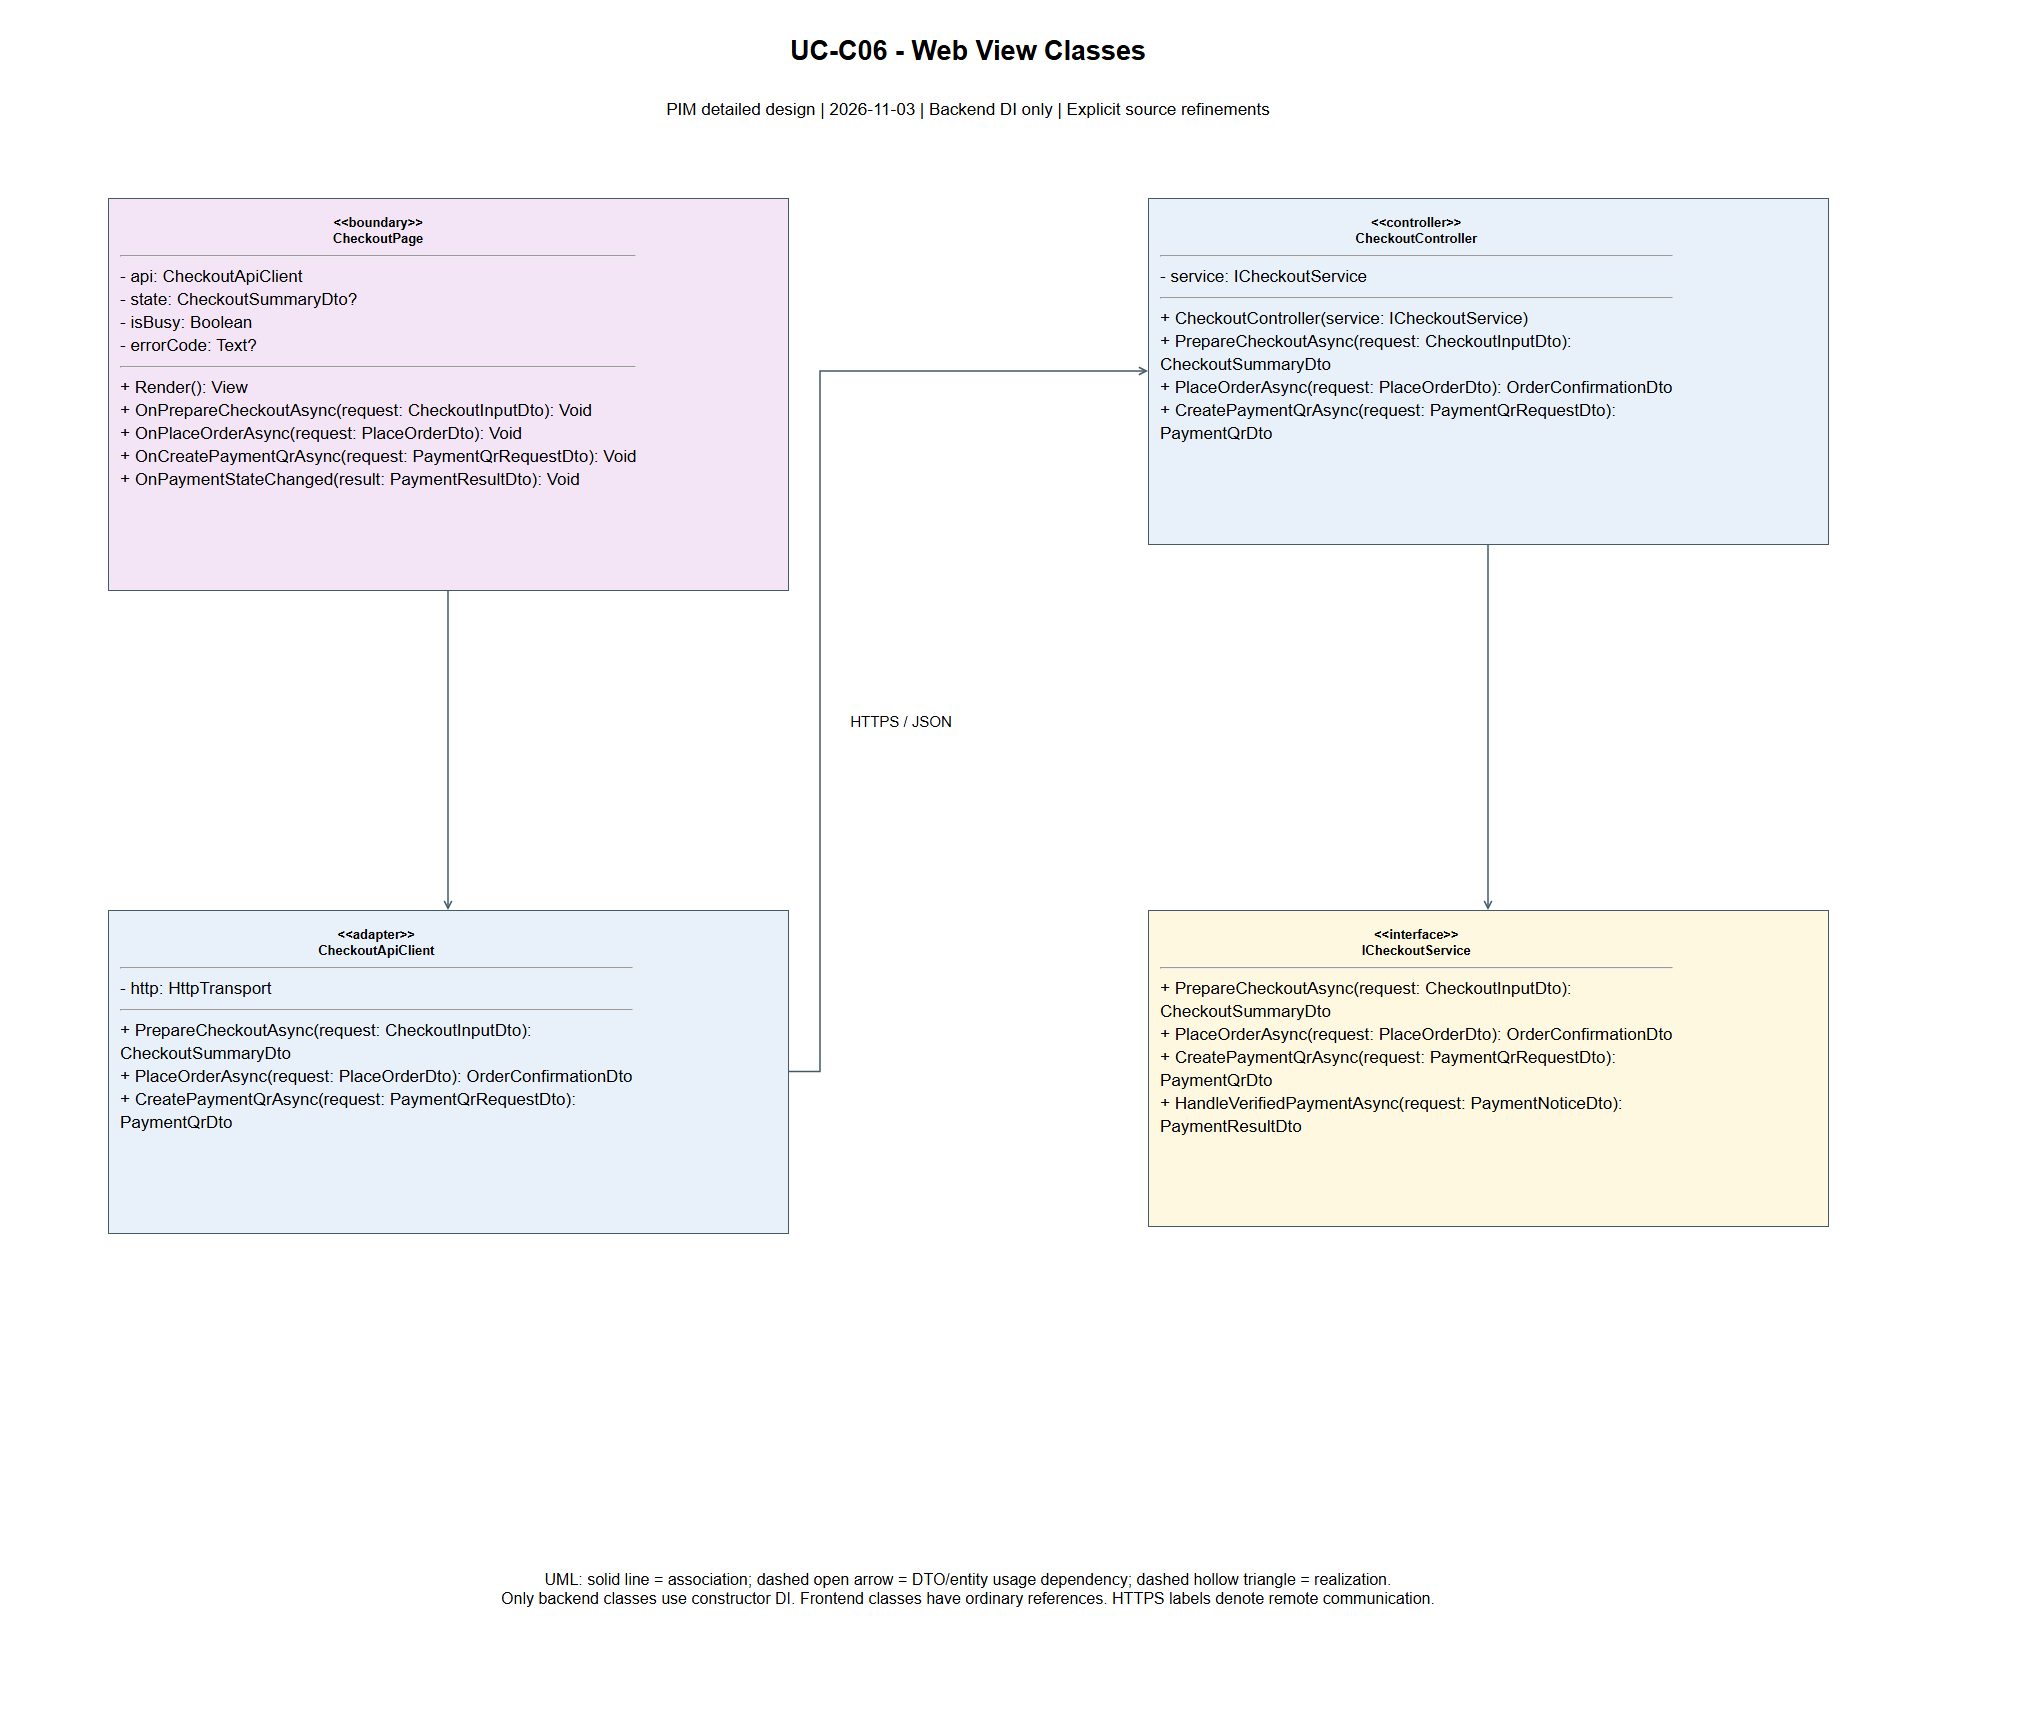 UC-C06 - Web View Classes
PIM detailed design | 2026-11-03 | Backend DI only | Explicit source refinements
<<boundary>>
CheckoutPage
- api: CheckoutApiClient
- state: CheckoutSummaryDto?
- isBusy: Boolean
- errorCode: Text?
+ Render(): View
+ OnPrepareCheckoutAsync(request: CheckoutInputDto): Void
+ OnPlaceOrderAsync(request: PlaceOrderDto): Void
+ OnCreatePaymentQrAsync(request: PaymentQrRequestDto): Void
+ OnPaymentStateChanged(result: PaymentResultDto): Void
<<controller>>
CheckoutController
- service: ICheckoutService
+ CheckoutController(service: ICheckoutService)
+ PrepareCheckoutAsync(request: CheckoutInputDto):
CheckoutSummaryDto
+ PlaceOrderAsync(request: PlaceOrderDto): OrderConfirmationDto
+ CreatePaymentQrAsync(request: PaymentQrRequestDto):
PaymentQrDto
HTTPS / JSON
<<adapter>>
CheckoutApiClient
- http: HttpTransport
+ PrepareCheckoutAsync(request: CheckoutInputDto):
CheckoutSummaryDto
+ PlaceOrderAsync(request: PlaceOrderDto): OrderConfirmationDto
+ CreatePaymentQrAsync(request: PaymentQrRequestDto):
PaymentQrDto
<<interface>>
ICheckoutService
+ PrepareCheckoutAsync(request: CheckoutInputDto):
CheckoutSummaryDto
+ PlaceOrderAsync(request: PlaceOrderDto): OrderConfirmationDto
+ CreatePaymentQrAsync(request: PaymentQrRequestDto):
PaymentQrDto
+ HandleVerifiedPaymentAsync(request: PaymentNoticeDto):
PaymentResultDto
UML: solid line = association; dashed open arrow = DTO/entity usage dependency; dashed hollow triangle = realization.
Only backend classes use constructor DI. Frontend classes have ordinary references. HTTPS labels denote remote communication.